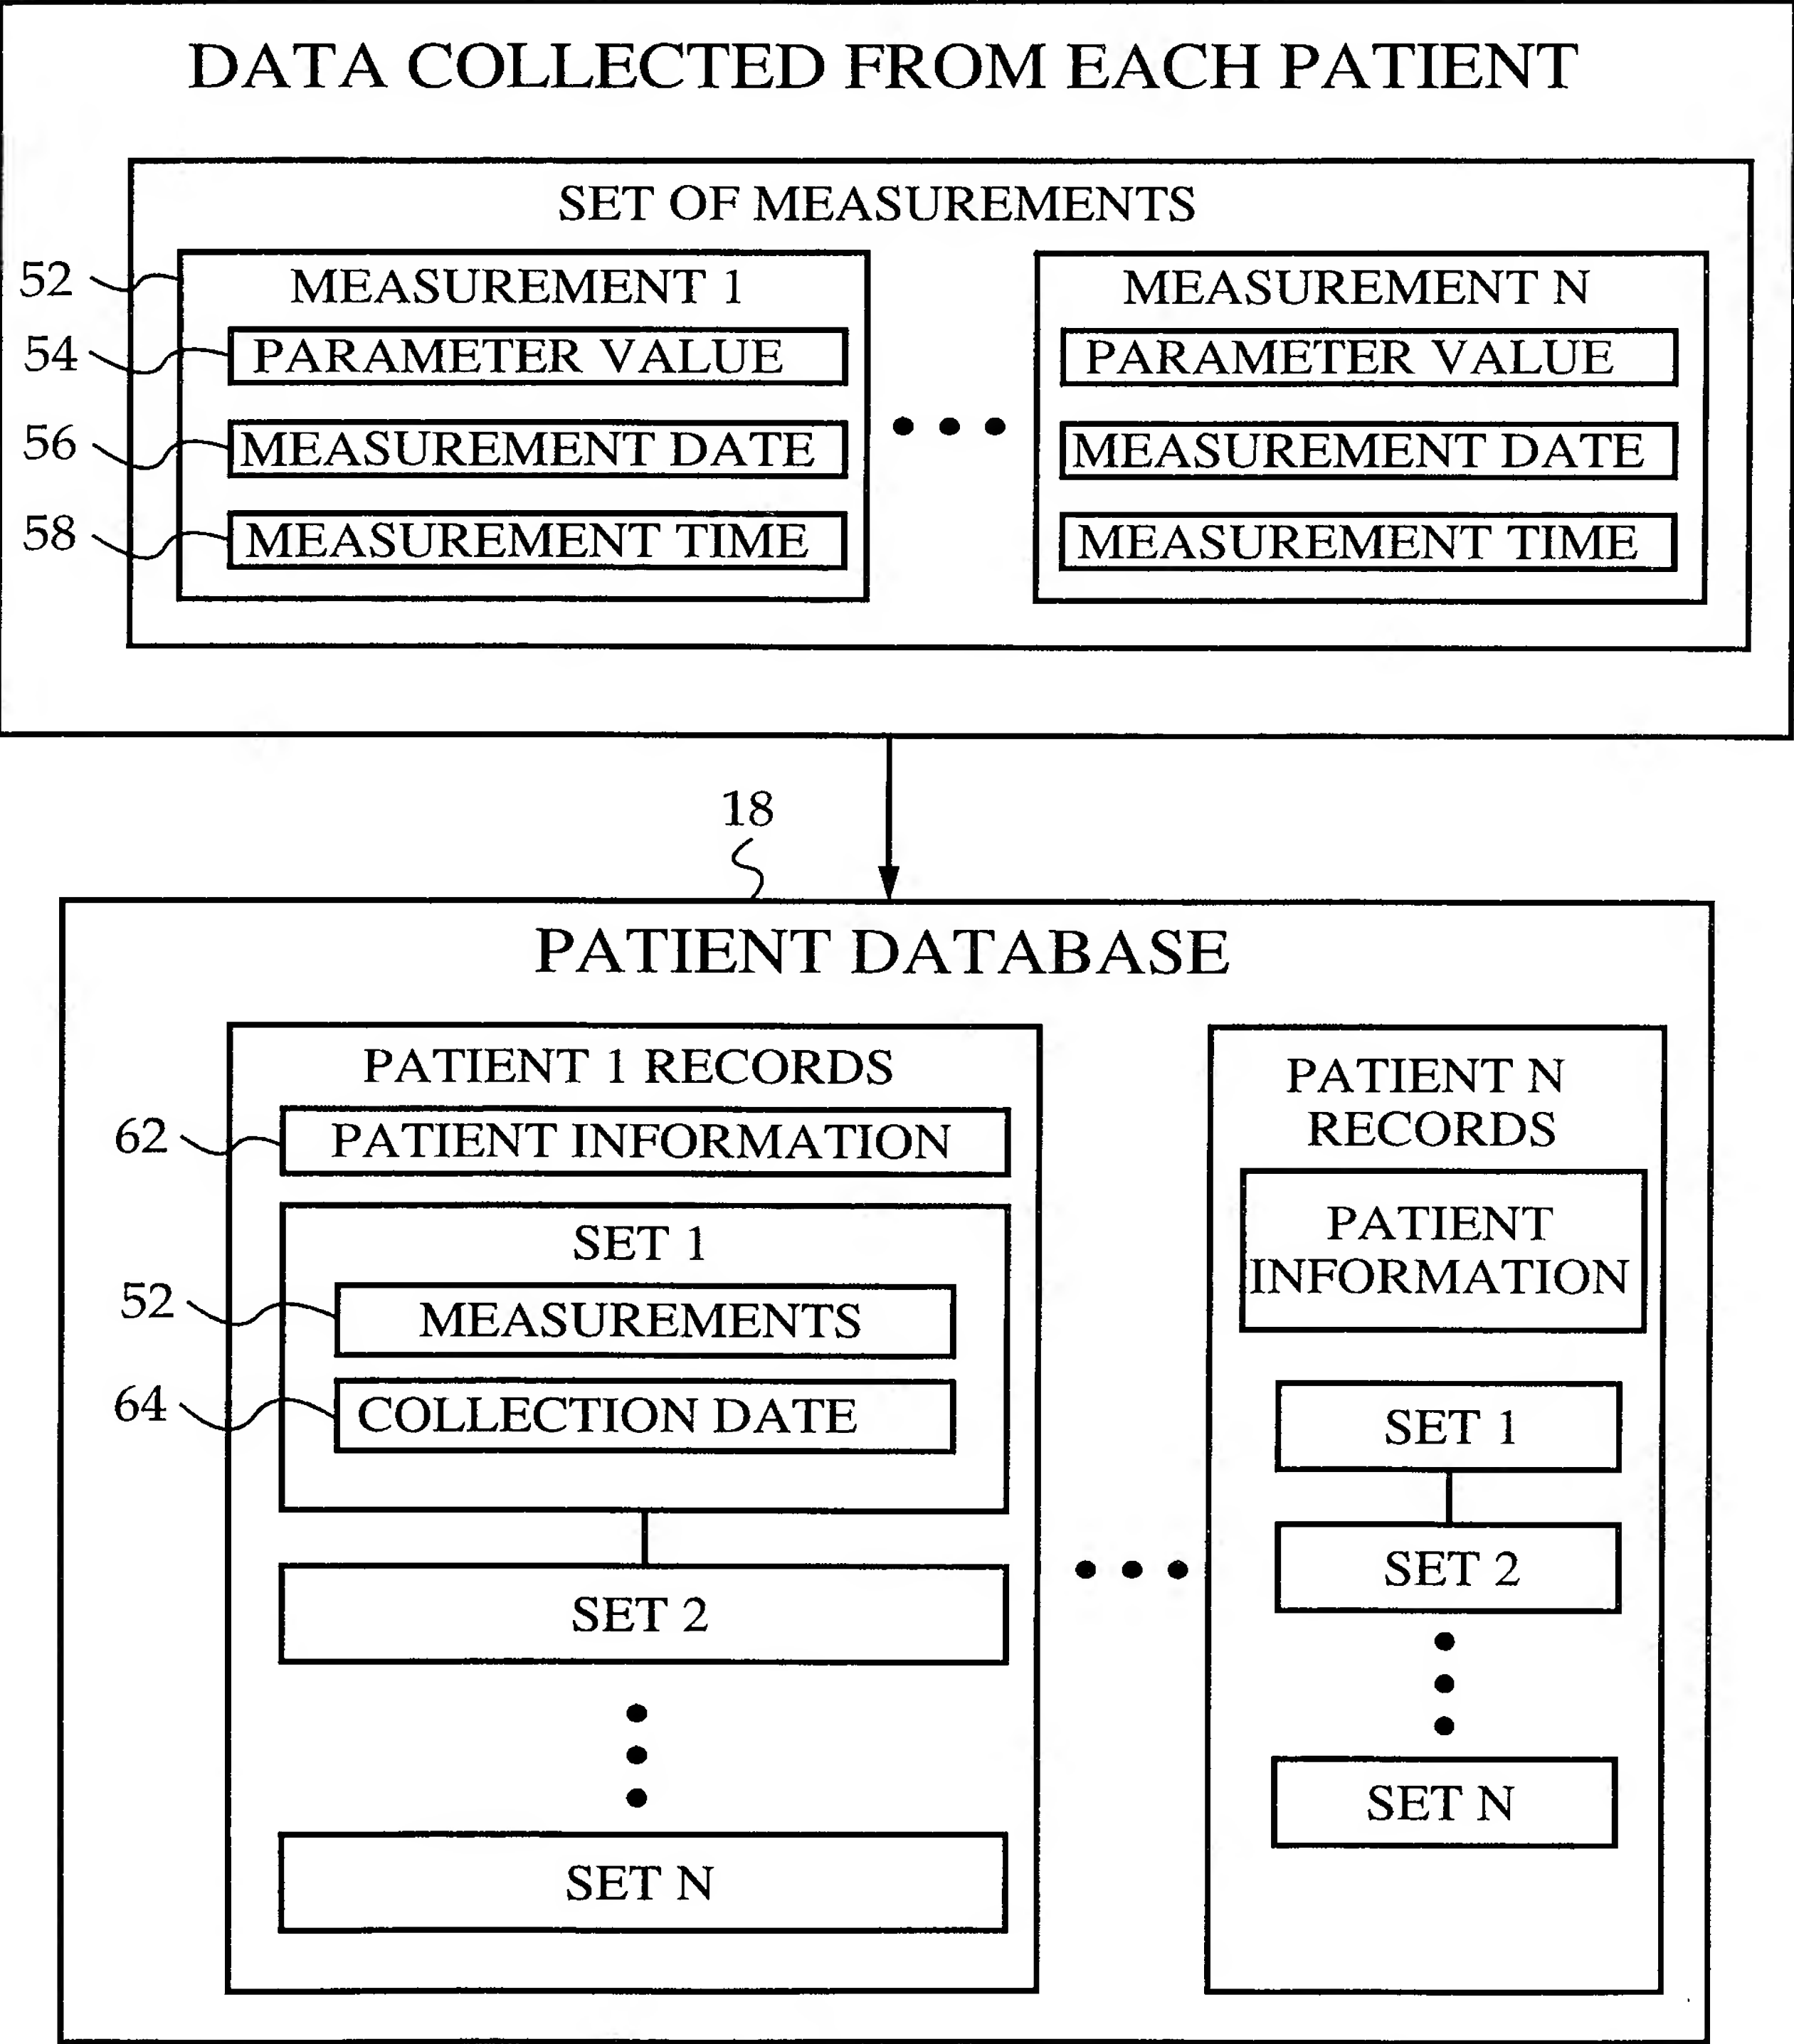 DATA COLLECTED FROM EACH PATIENT
SET OF MEASUREMENTS
52
MEASUREMENT 1
54
PARAMETER VALUE
56
MEASUREMENT DATE
58
MEASUREMENT TIME
MEASUREMENT N
PARAMETER VALUE
MEASUREMENT DATE
MEASUREMENT TIME
18
PATIENT DATABASE
PATIENT 1 RECORDS
62
PATIENT INFORMATION
SET 1
52
MEASUREMENTS
64
COLLECTION DATE
SET 2
SET N
PATIENT N
RECORDS
PATIENT
INFORMATION
SET 1
SET 2
SET N